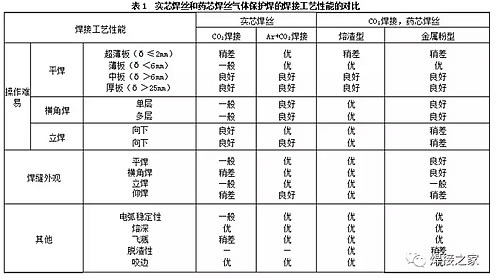 表 1 实芯焊丝和药芯焊丝气体保护焊的焊接工艺性能的对比
焊接工艺性能 实芯焊丝 CO₂焊接，药芯焊丝
CO₂焊接 Ar+CO₂焊接 熔渣型 金属粉型
操作难易 平焊 超薄板（δ≤2mm） 稍差 优 稍差 稍差
薄板（δ<6mm） 一般 优 优 优
中板（δ>6mm） 良好 良好 良好 良好
厚板（δ>25mm） 良好 良好 良好 良好
横角焊 单层 一般 良好 优 良好
多层 一般 良好 优 良好
立焊 向下 良好 优 优 稍差
向下 良好 良好 优 稍差
焊缝外观 平焊 一般 优 优 良好
横角焊 稍差 优 优 良好
立焊 一般 优 优 一般
仰焊 稍差 良好 优 稍差
其他 电弧稳定性 一般 优 优 优
熔深 优 优 优 优
飞溅 稍差 优 优 优
脱渣性 － － 优 稍差
咬边 优 优 优 优
焊接之家